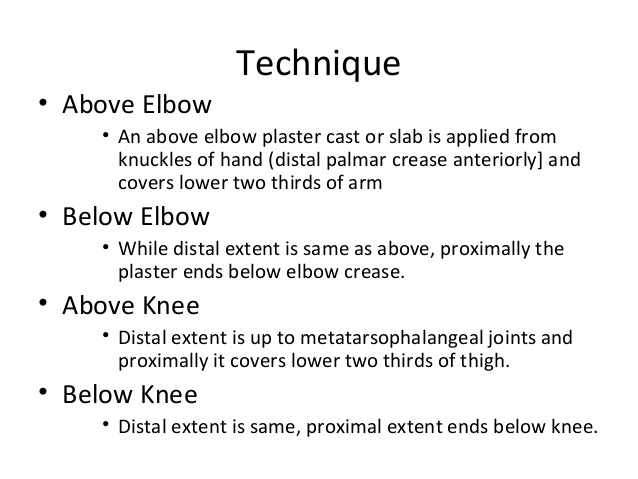 Technique
• Above Elbow
• An above elbow plaster cast or slab is applied from
knuckles of hand (distal palmar crease anteriorly] and
covers lower two thirds of arm
• Below Elbow
• While distal extent is same as above, proximally the
plaster ends below elbow crease.
• Above Knee
• Distal extent is up to metatarsophalangeal joints and
proximally it covers lower two thirds of thigh.
• Below Knee
• Distal extent is same, proximal extent ends below knee.